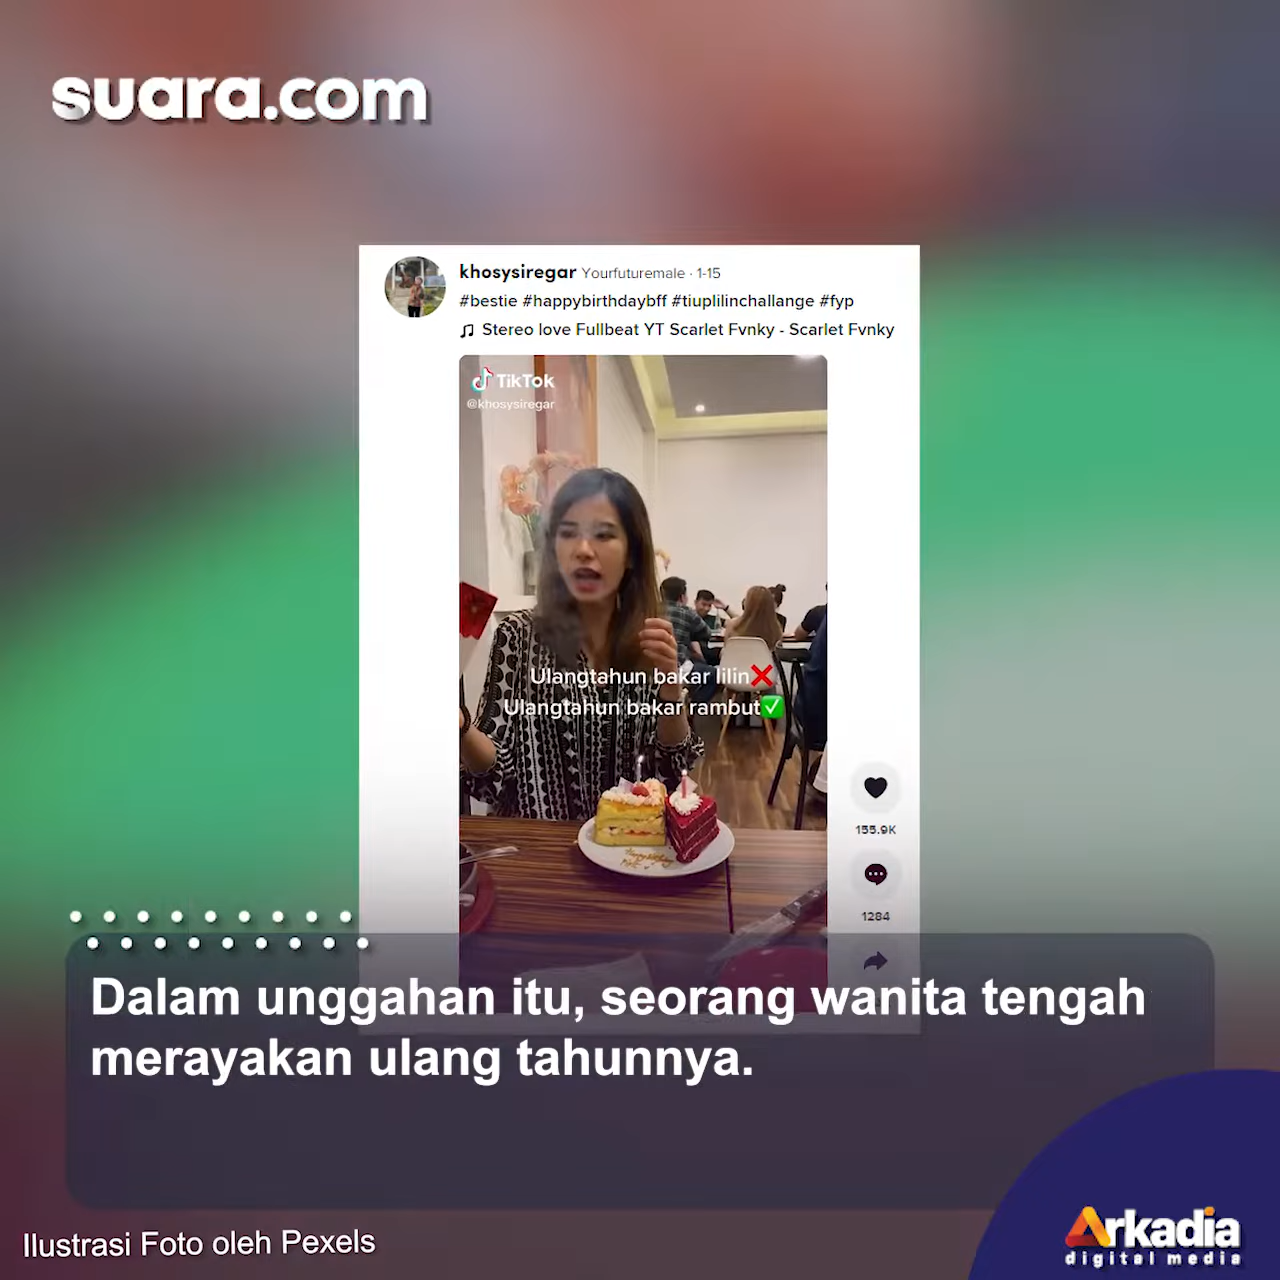 suara.com
khosysiregar Yourfuturemale · 1-15
#bestie #happybirthdaybff #tiuplilinchallange #fyp
Stereo love Fullbeat YT Scarlet Fvnky - Scarlet Fvnky
TikTok
@khosysiregar
Ulangtahun bakar lilin❌
Ulangtahun bakar rambut✅
155.9K
1284
Dalam unggahan itu, seorang wanita tengah
merayakan ulang tahunnya.
Ilustrasi Foto oleh Pexels
Arkadia
digital media